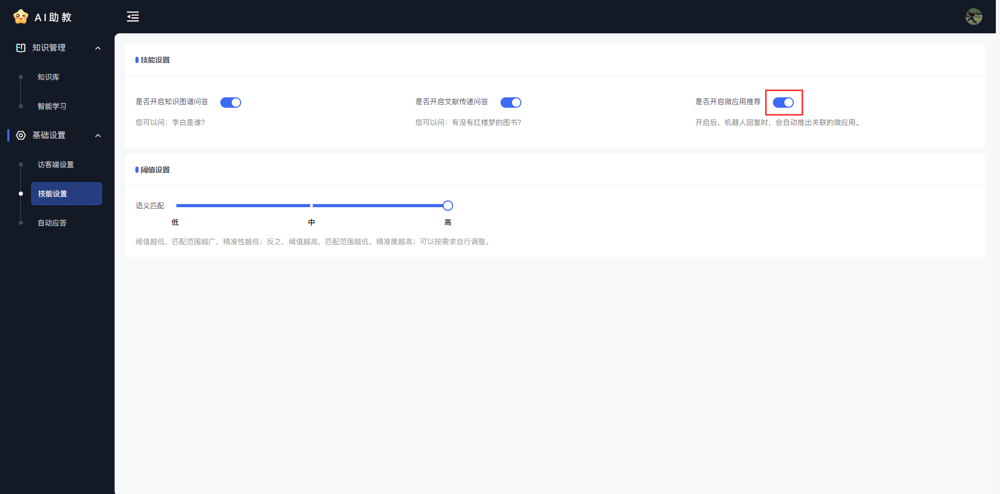 AI助教
知识管理
知识库
智能学习
基础设置
访客端设置
技能设置
自动应答
技能设置
是否开启知识图谱问答
您可以问：李白是谁?
是否开启文献传递问答
您可以问：有没有红楼梦的图书?
是否开启微应用推荐
开启后，机器人回复时，会自动推出关联的微应用。
阈值设置
语义匹配
低 中 高
阈值越低，匹配范围越广，精准性越低；反之，阈值越高，匹配范围越低，精准度越高；可以按需求自行调整。